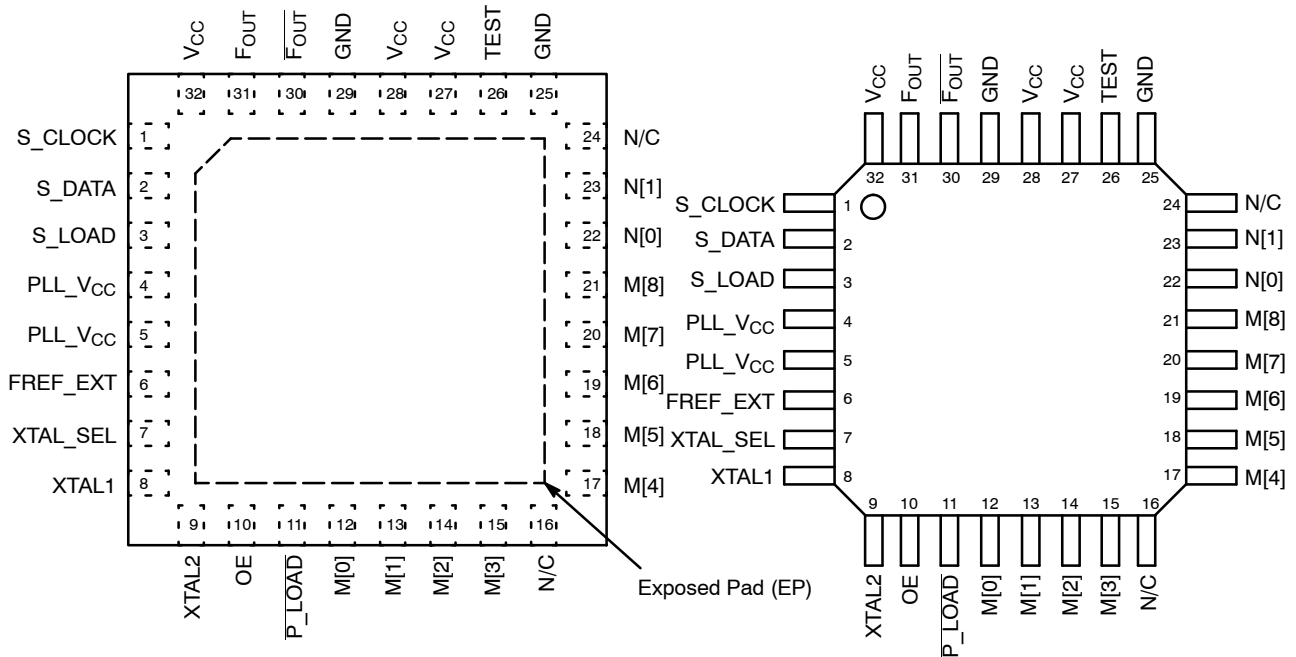 VCC FOUT FOUT GND VCC VCC TEST GND
32 31 30 29 28 27 26 25
S_CLOCK 1 24 N/C
S_DATA 2 23 N[1]
S_LOAD 3 22 N[0]
PLL_VCC 4 21 M[8]
PLL_VCC 5 20 M[7]
FREF_EXT 6 19 M[6]
XTAL_SEL 7 18 M[5]
XTAL1 8 17 M[4]
9 10 11 12 13 14 15 16
XTAL2 OE P_LOAD M[0] M[1] M[2] M[3] N/C
Exposed Pad (EP)
VCC FOUT FOUT GND VCC VCC TEST GND
32 31 30 29 28 27 26 25
S_CLOCK 1 24 N/C
S_DATA 2 23 N[1]
S_LOAD 3 22 N[0]
PLL_VCC 4 21 M[8]
PLL_VCC 5 20 M[7]
FREF_EXT 6 19 M[6]
XTAL_SEL 7 18 M[5]
XTAL1 8 17 M[4]
9 10 11 12 13 14 15 16
XTAL2 OE P_LOAD M[0] M[1] M[2] M[3] N/C